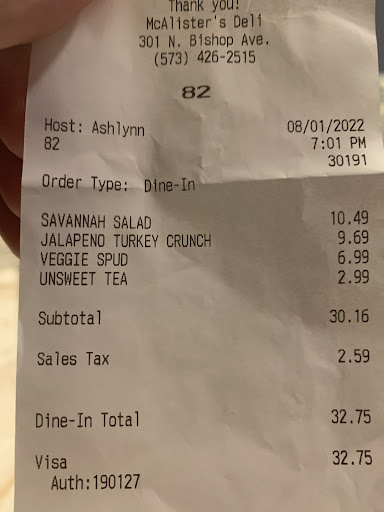 Thank you!
McAlister's Deli
301 N. Bishop Ave.
(573) 426-2515
82
Host: Ashlynn 08/01/2022
82 7:01 PM
30191
Order Type: Dine-In
SAVANNAH SALAD 10.49
JALAPENO TURKEY CRUNCH 9.69
VEGGIE SPUD 6.99
UNSWEET TEA 2.99
Subtotal 30.16
Sales Tax 2.59
Dine-In Total 32.75
Visa 32.75
Auth:190127